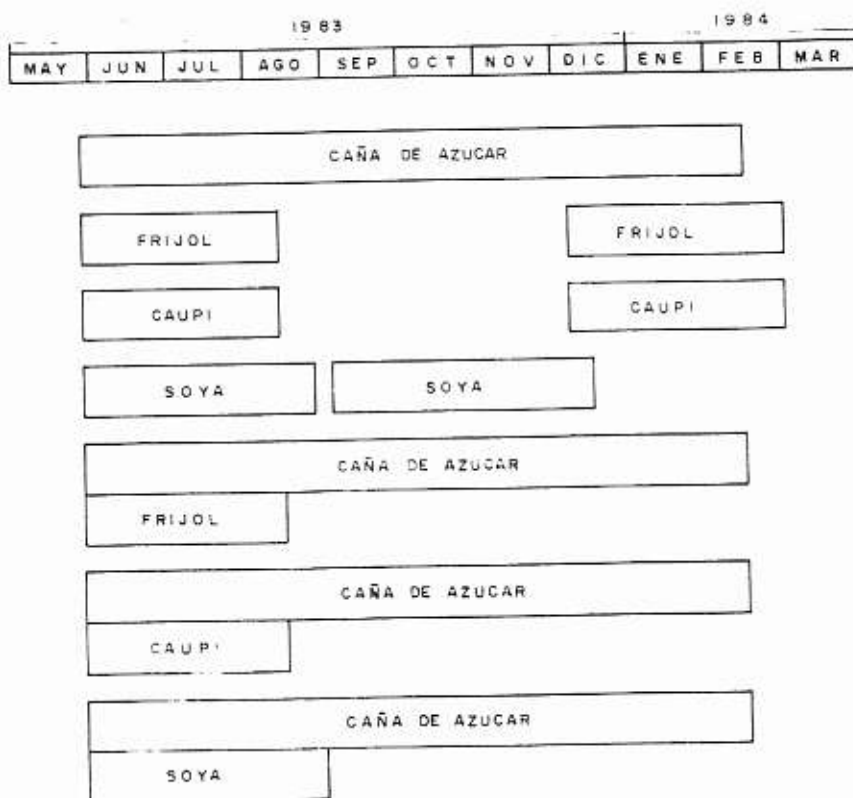 1983 1984
MAY JUN JUL AGO SEP OCT NOV DIC ENE FEB MAR
CAÑA DE AZUCAR
FRIJOL FRIJOL
CAUPI CAUPI
SOYA SOYA
CAÑA DE AZUCAR
FRIJOL
CAÑA DE AZUCAR
CAUPI
CAÑA DE AZUCAR
SOYA